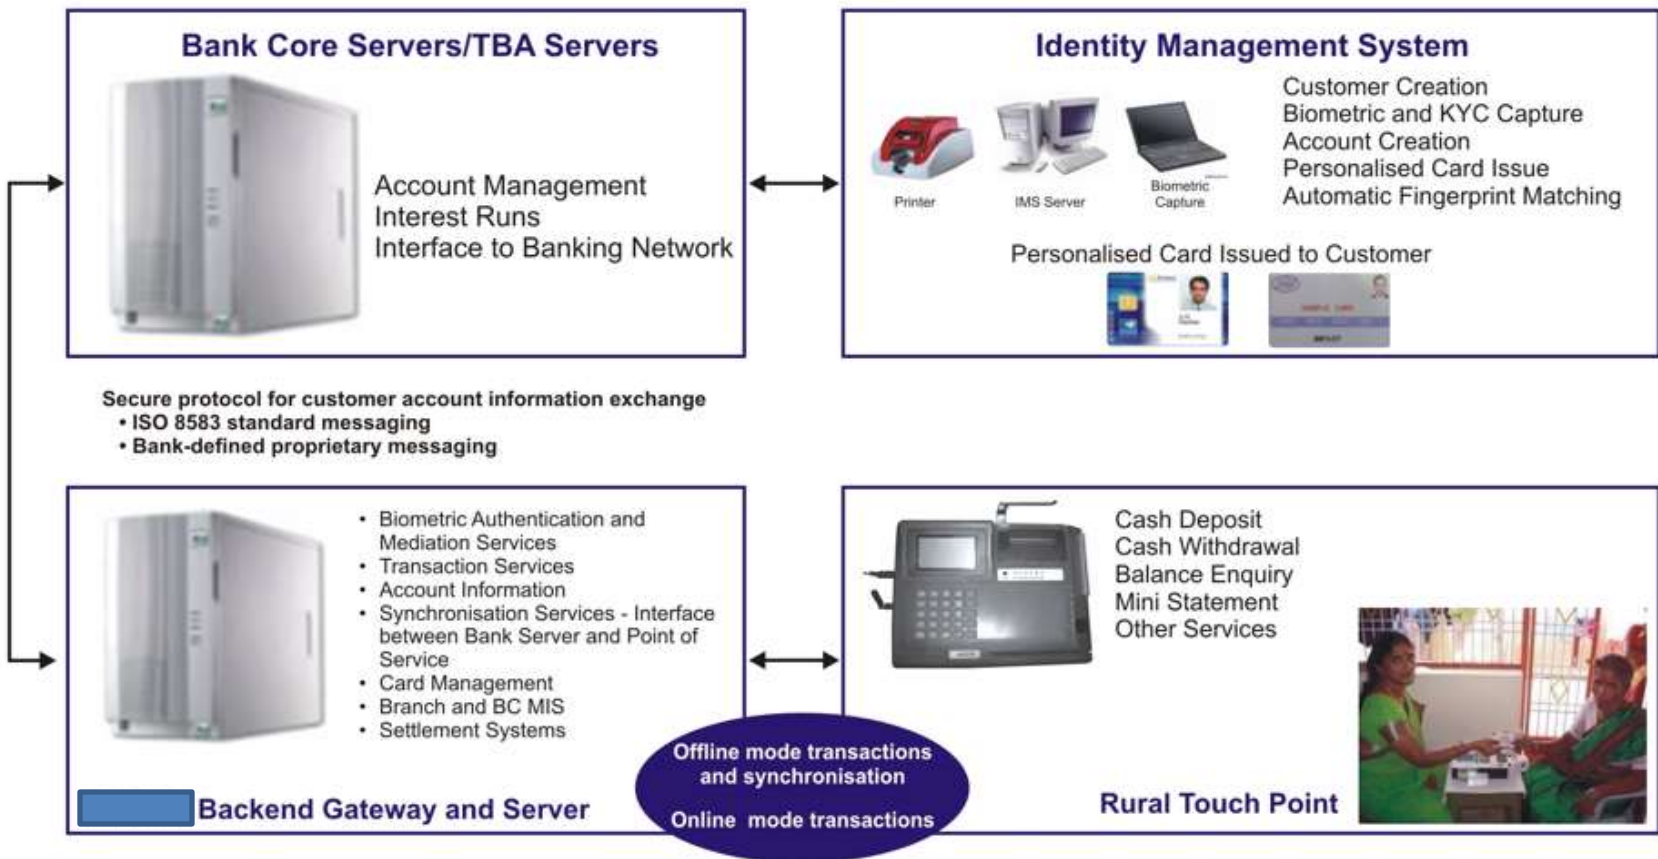 Bank Core Servers/TBA Servers
Account Management
Interest Runs
Interface to Banking Network
Identity Management System
Printer
IMS Server
Biometric
Capture
Customer Creation
Biometric and KYC Capture
Account Creation
Personalised Card Issue
Automatic Fingerprint Matching
Personalised Card Issued to Customer
Secure protocol for customer account information exchange
• ISO 8583 standard messaging
• Bank-defined proprietary messaging
• Biometric Authentication and
Mediation Services
• Transaction Services
• Account Information
• Synchronisation Services - Interface
between Bank Server and Point of
Service
• Card Management
• Branch and BC MIS
• Settlement Systems
Backend Gateway and Server
Offline mode transactions
and synchronisation
Online mode transactions
Cash Deposit
Cash Withdrawal
Balance Enquiry
Mini Statement
Other Services
Rural Touch Point